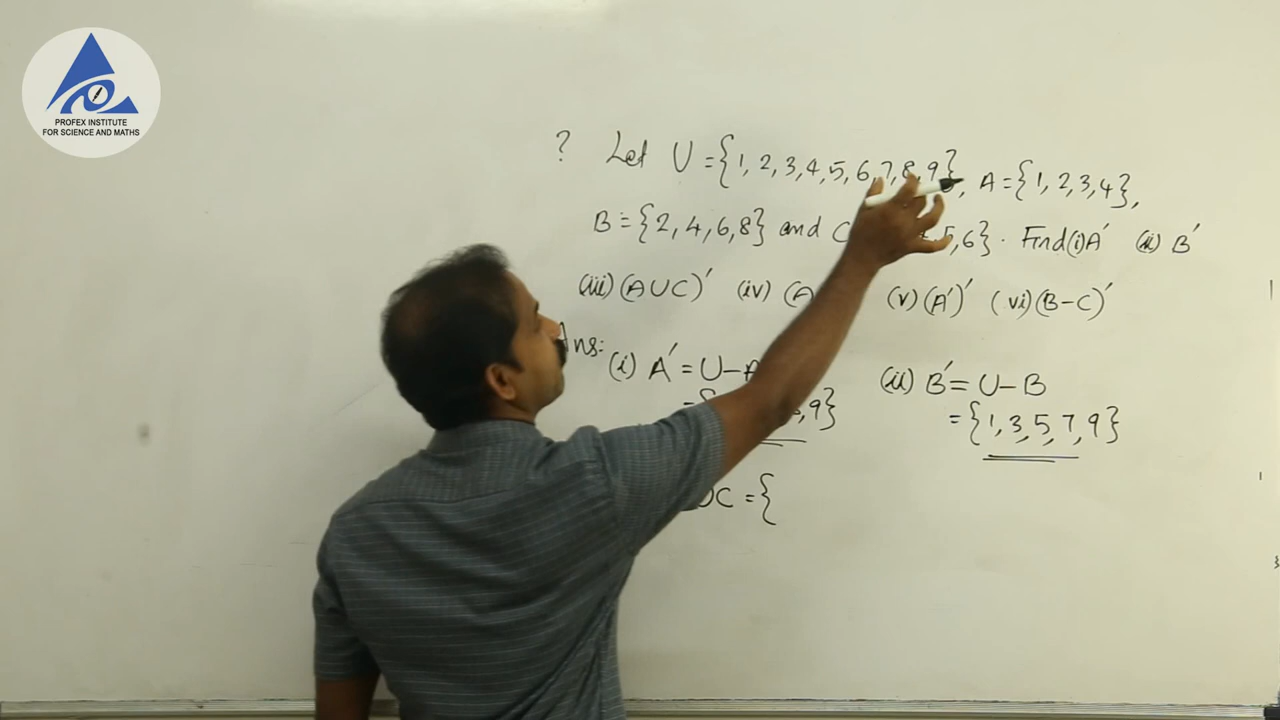 PROFEX INSTITUTE
FOR SCIENCE AND MATHS
? Let U = {1, 2, 3, 4, 5, 6, 7, 8, 9}, A = {1, 2, 3, 4},
B = {2, 4, 6, 8} and C 5, 6}. Find (i) A' (ii) B'
(iii) (A∪C)' (iv) (A (v) (A')' (vi) (B-C)'
Ans:
(i) A' = U - A
= { , 9}
(ii) B' = U - B
= {1, 3, 5, 7, 9}
∪C = {